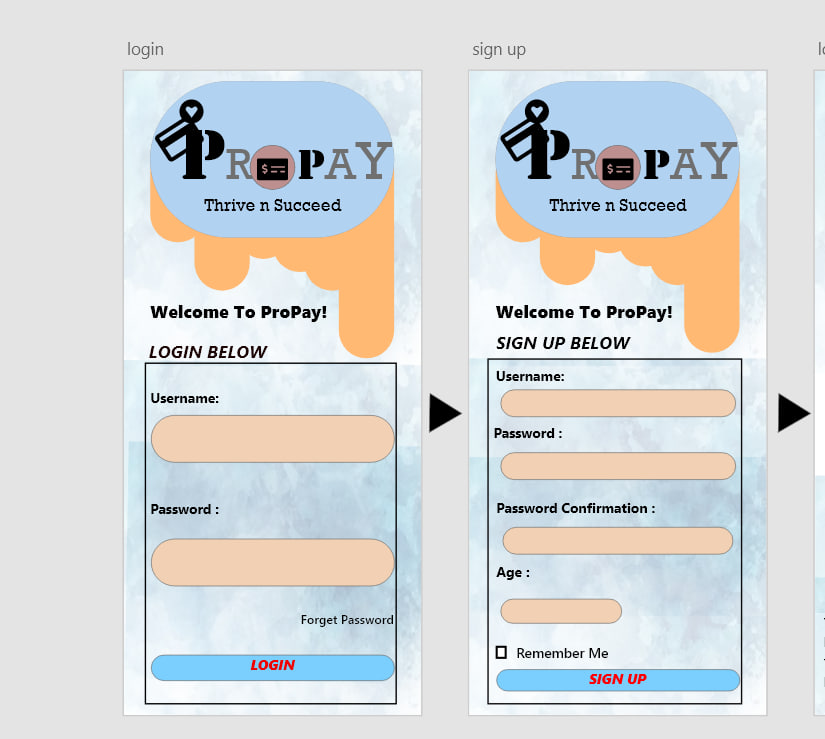 login
PROPAY
Thrive n Succeed
Welcome To ProPay!
LOGIN BELOW
Username:
Password :
Forget Password
LOGIN
sign up
PROPAY
Thrive n Succeed
Welcome To ProPay!
SIGN UP BELOW
Username:
Password :
Password Confirmation :
Age :
Remember Me
SIGN UP